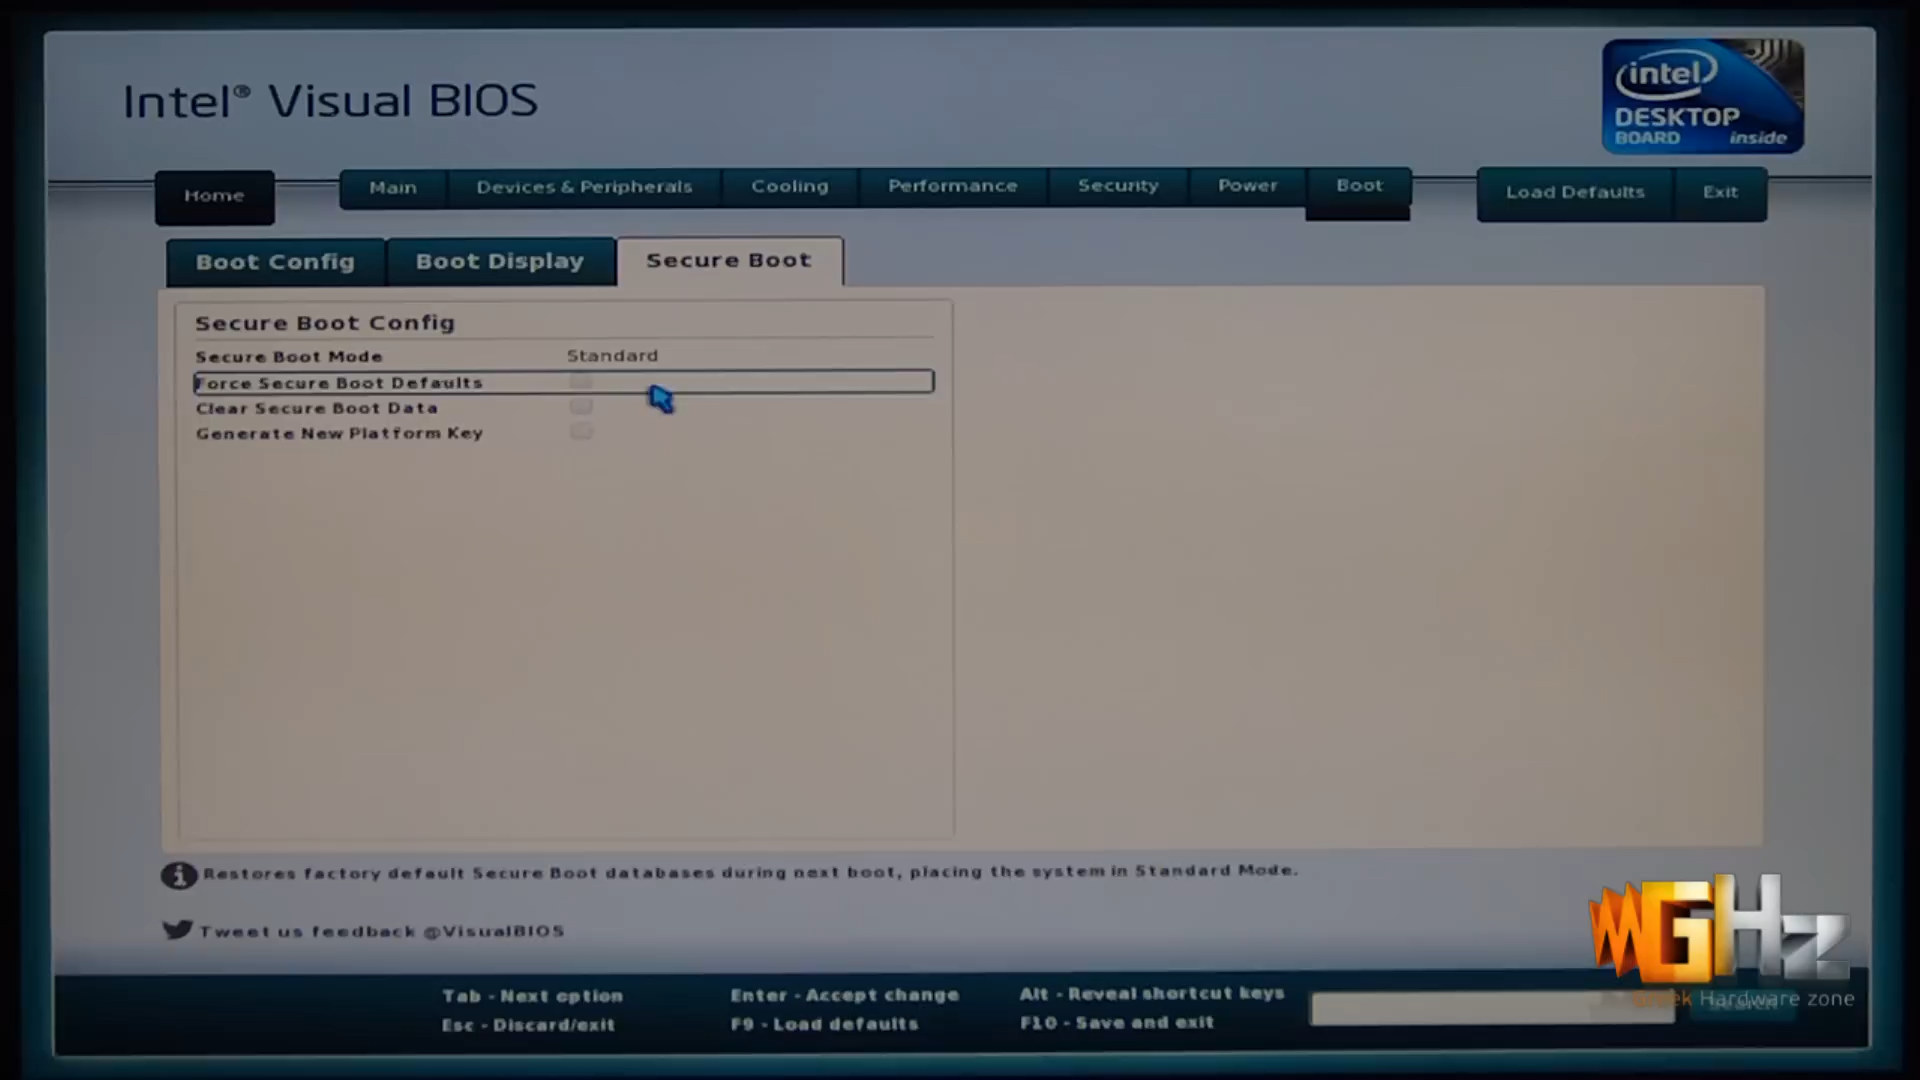 Intel® Visual BIOS
intel
DESKTOP
BOARD inside
Home Main Devices & Peripherals Cooling Performance Security Power Boot Load Defaults Exit
Boot Config Boot Display Secure Boot
Secure Boot Config
Secure Boot Mode Standard
Force Secure Boot Defaults
Clear Secure Boot Data
Generate New Platform Key
Restores factory default Secure Boot databases during next boot, placing the system in Standard Mode.
Tweet us feedback @VisualBIOS
GHz
Hardware zone
Tab - Next option Enter - Accept change Alt - Reveal shortcut keys
Esc - Discard/exit F9 - Load defaults F10 - Save and exit